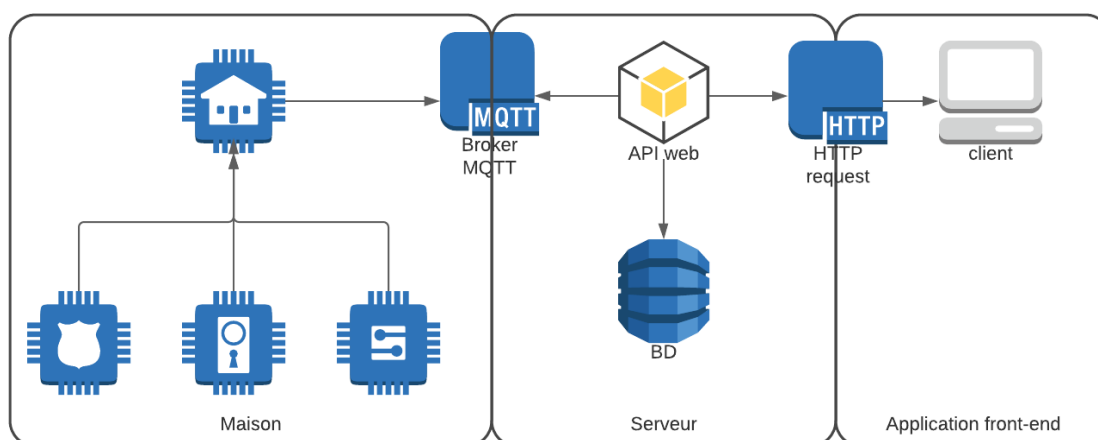 MQTT
Broker
MQTT
API web
HTTP
HTTP
request
client
BD
Maison
Serveur
Application front-end